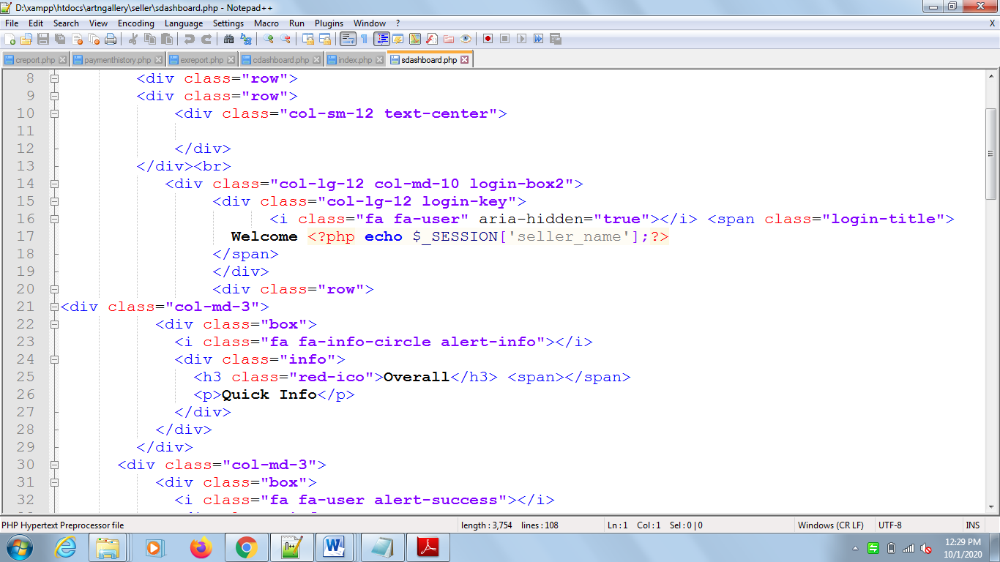 D:\xampp\htdocs\artngallery\seller\sdashboard.php - Notepad++
File Edit Search View Encoding Language Settings Macro Run Plugins Window ? X
creport.php paymenthistory.php exreport.php cdashboard.php index.php sdashboard.php
8 <div class="row">
9 <div class="row">
10 <div class="col-sm-12 text-center">
11
12 </div>
13 </div><br>
14 <div class="col-lg-12 col-md-10 login-box2">
15 <div class="col-lg-12 login-key">
16 <i class="fa fa-user" aria-hidden="true"></i> <span class="login-title">
17 Welcome <?php echo $_SESSION['seller_name'];?>
18 </span>
19 </div>
20 <div class="row">
21 <div class="col-md-3">
22 <div class="box">
23 <i class="fa fa-info-circle alert-info"></i>
24 <div class="info">
25 <h3 class="red-ico">Overall</h3> <span></span>
26 <p>Quick Info</p>
27 </div>
28 </div>
29 </div>
30 <div class="col-md-3">
31 <div class="box">
32 <i class="fa fa-user alert-success"></i>
PHP Hypertext Preprocessor file length : 3,754 lines : 108 Ln : 1 Col : 1 Sel : 0 | 0 Windows (CR LF) UTF-8 INS
12:29 PM
10/1/2020